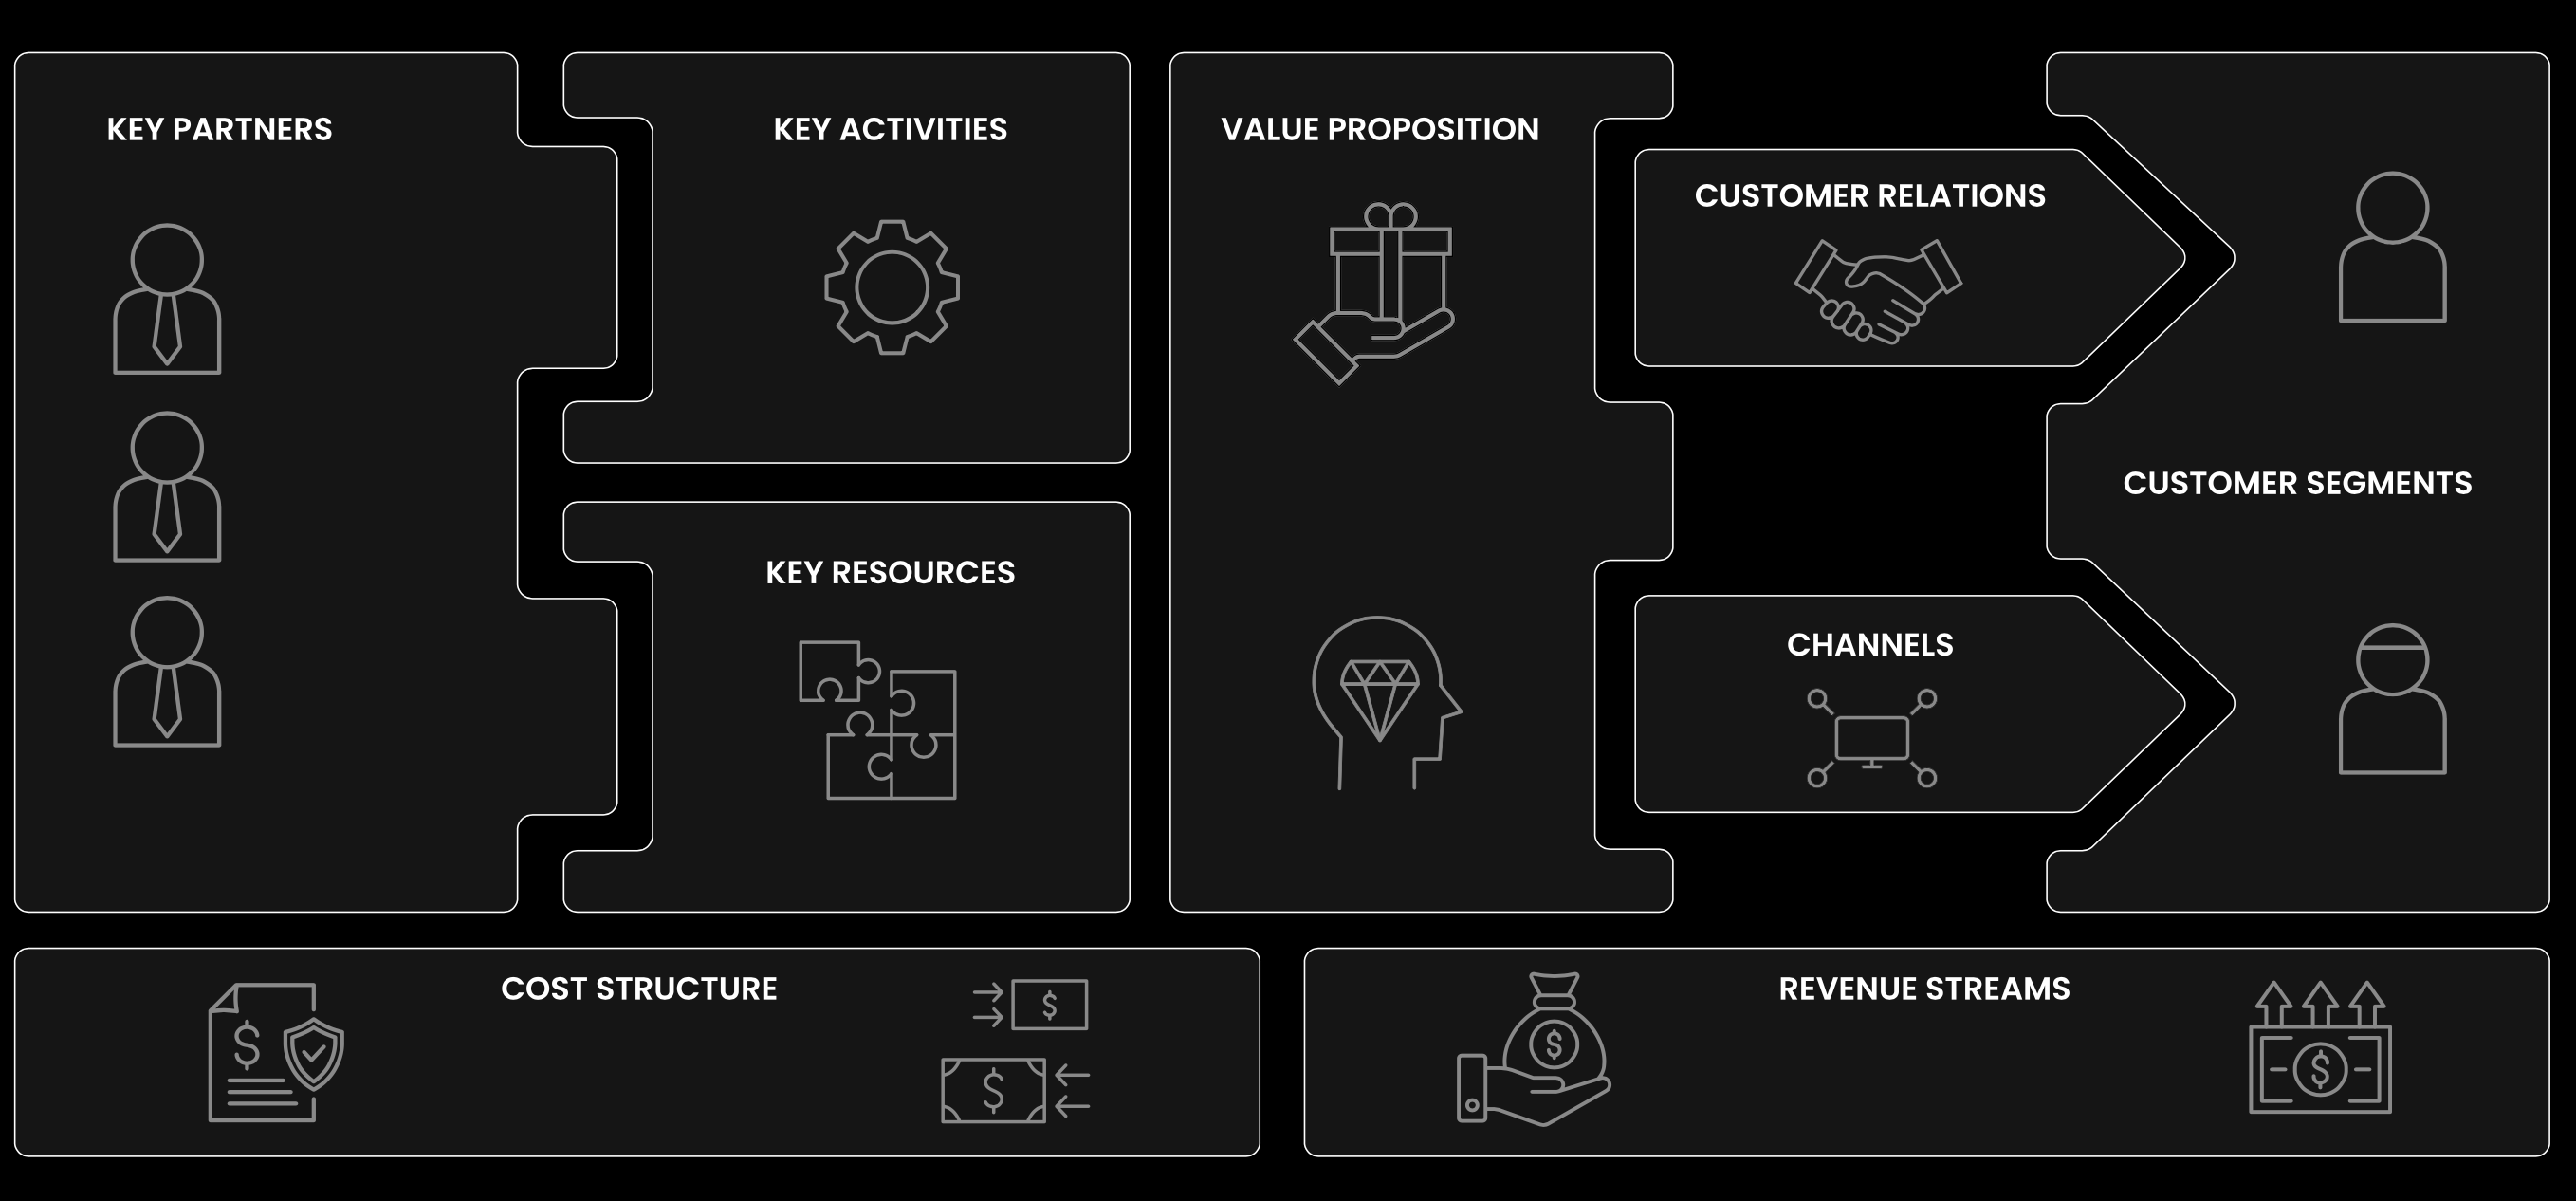 KEY PARTNERS
KEY ACTIVITIES
VALUE PROPOSITION
CUSTOMER RELATIONS
CUSTOMER SEGMENTS
KEY RESOURCES
CHANNELS
COST STRUCTURE
$
$
$
REVENUE STREAMS
$
$